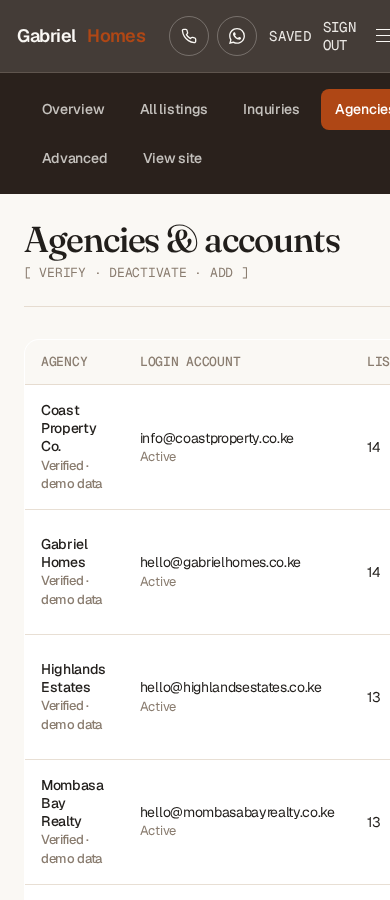 Gabriel Homes
SAVED
SIGN
OUT
Overview
All listings
Inquiries
Agencies
Advanced
View site
Agencies & accounts
[ VERIFY · DEACTIVATE · ADD ]
AGENCY LOGIN ACCOUNT LIS
Coast
Property
Co.
Verified ·
demo data
info@coastproperty.co.ke
Active
14
Gabriel
Homes
Verified ·
demo data
hello@gabrielhomes.co.ke
Active
14
Highlands
Estates
Verified ·
demo data
hello@highlandsestates.co.ke
Active
13
Mombasa
Bay
Realty
Verified ·
demo data
hello@mombasabayrealty.co.ke
Active
13